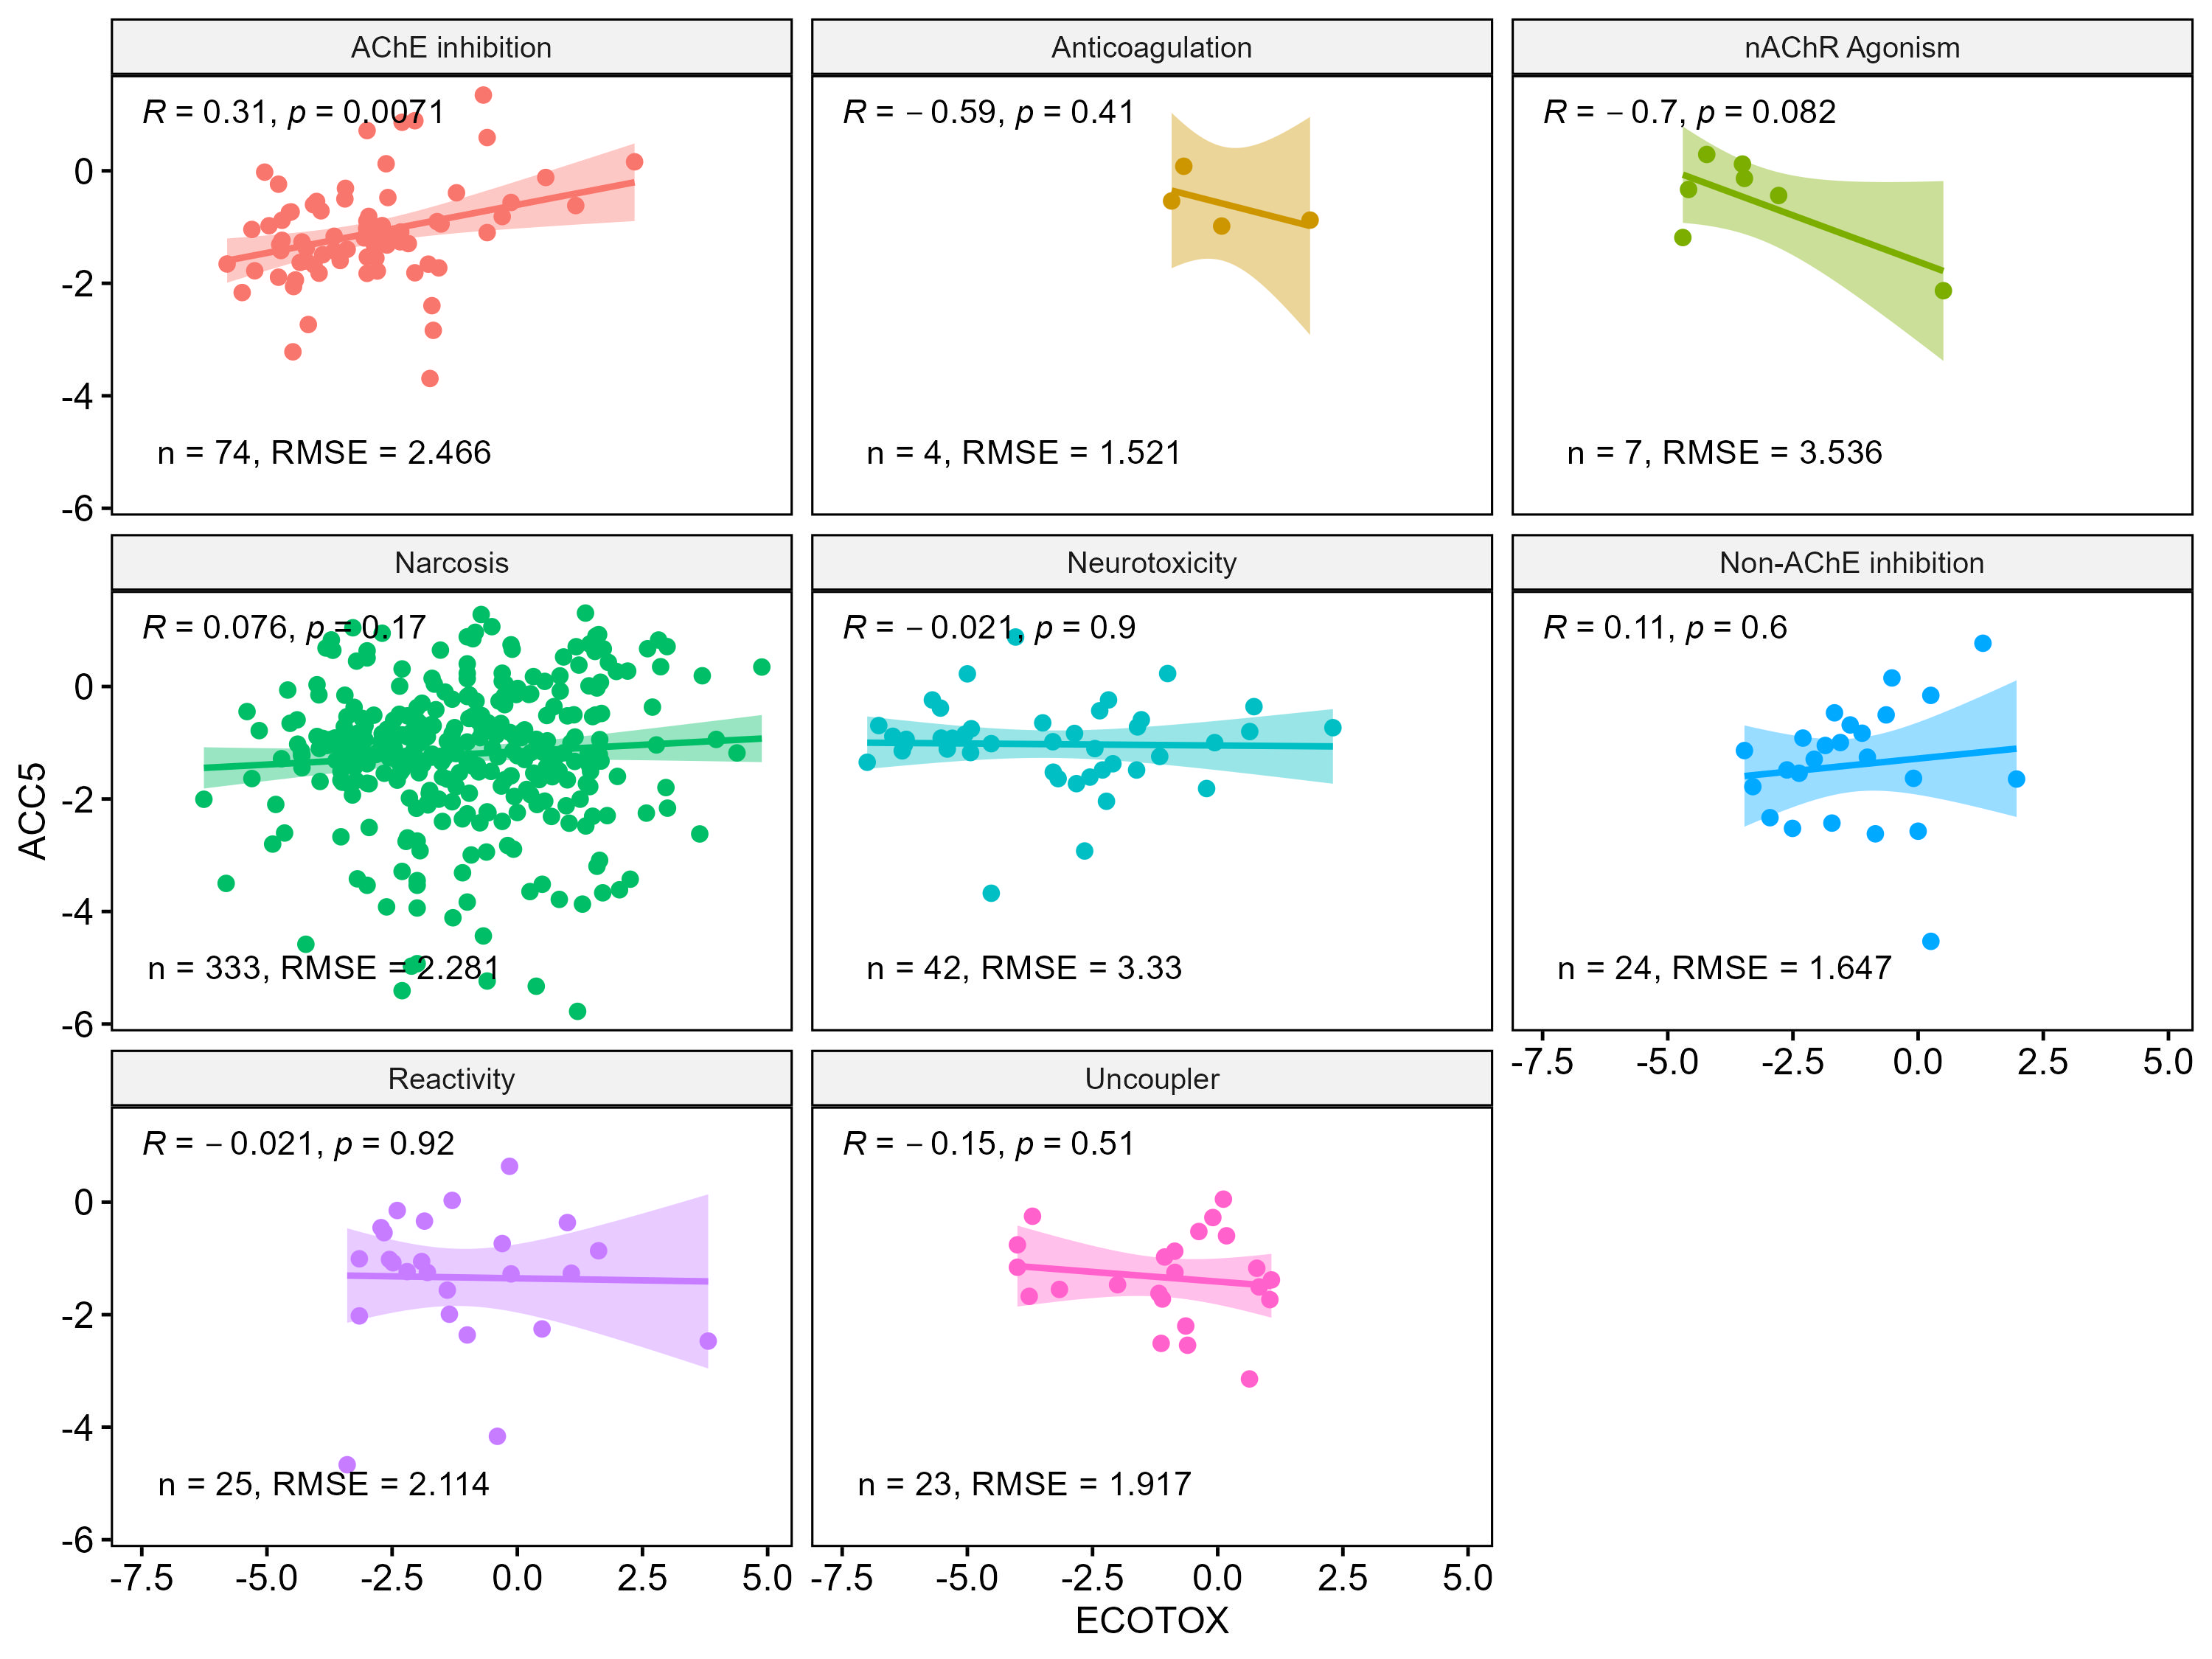 AChE inhibition
Anticoagulation
nAChR Agonism
R = 0.31, p = 0.0071
R = − 0.59, p = 0.41
R = − 0.7, p = 0.082
0
-2
-4
-6
n = 74, RMSE = 2.466
n = 4, RMSE = 1.521
n = 7, RMSE = 3.536
Narcosis
Neurotoxicity
Non-AChE inhibition
R = 0.076, p = 0.17
R = − 0.021, p = 0.9
R = 0.11, p = 0.6
0
-2
-4
-6
ACC5
n = 333, RMSE = 2.281
n = 42, RMSE = 3.33
n = 24, RMSE = 1.647
-7.5 -5.0 -2.5 0.0 2.5 5.0
Reactivity
Uncoupler
R = − 0.021, p = 0.92
R = − 0.15, p = 0.51
0
-2
-4
-6
n = 25, RMSE = 2.114
n = 23, RMSE = 1.917
-7.5 -5.0 -2.5 0.0 2.5 5.0
-7.5 -5.0 -2.5 0.0 2.5 5.0
ECOTOX